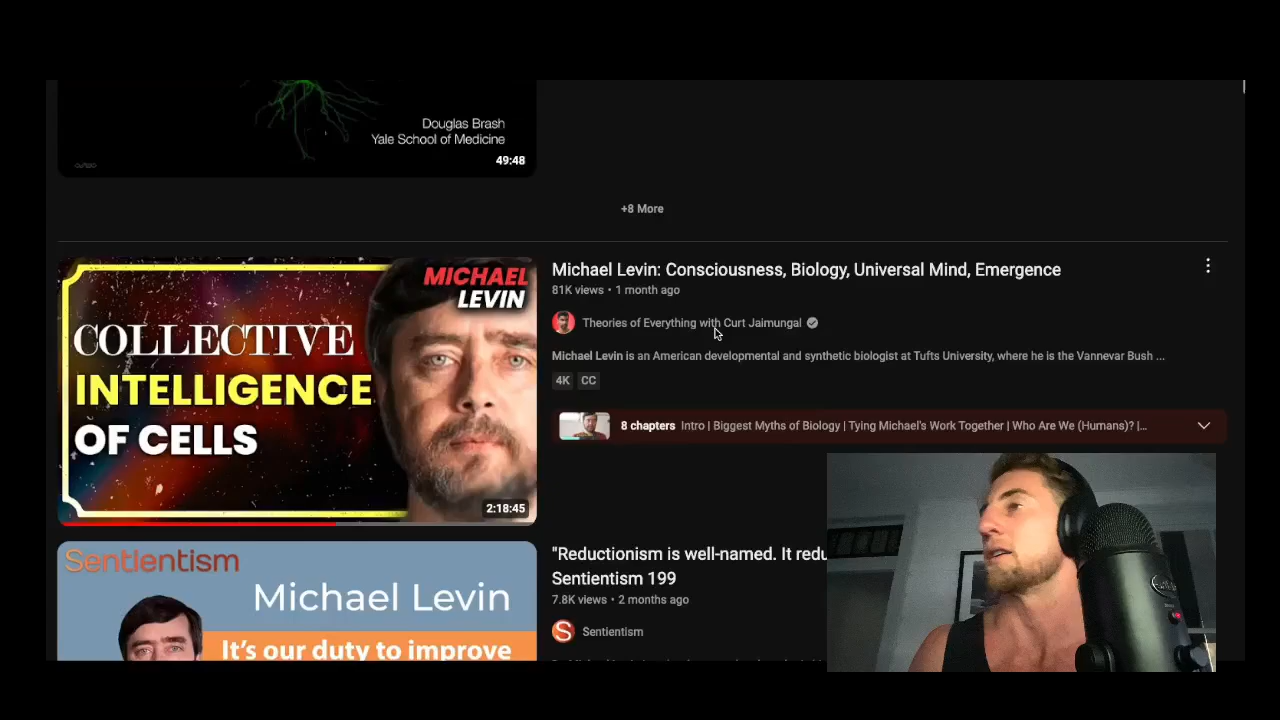 Douglas Brash
Yale School of Medicine
49:48
+8 More
MICHAEL
LEVIN
COLLECTIVE
INTELLIGENCE
OF CELLS
2:18:45
Michael Levin: Consciousness, Biology, Universal Mind, Emergence
81K views • 1 month ago
Theories of Everything with Curt Jaimungal
Michael Levin is an American developmental and synthetic biologist at Tufts University, where he is the Vannevar Bush ...
4K CC
8 chapters Intro | Biggest Myths of Biology | Tying Michael's Work Together | Who Are We (Humans)? |...
Sentientism
Michael Levin
It's our duty to improve
"Reductionism is well-named. It redu
Sentientism 199
7.8K views • 2 months ago
S Sentientism